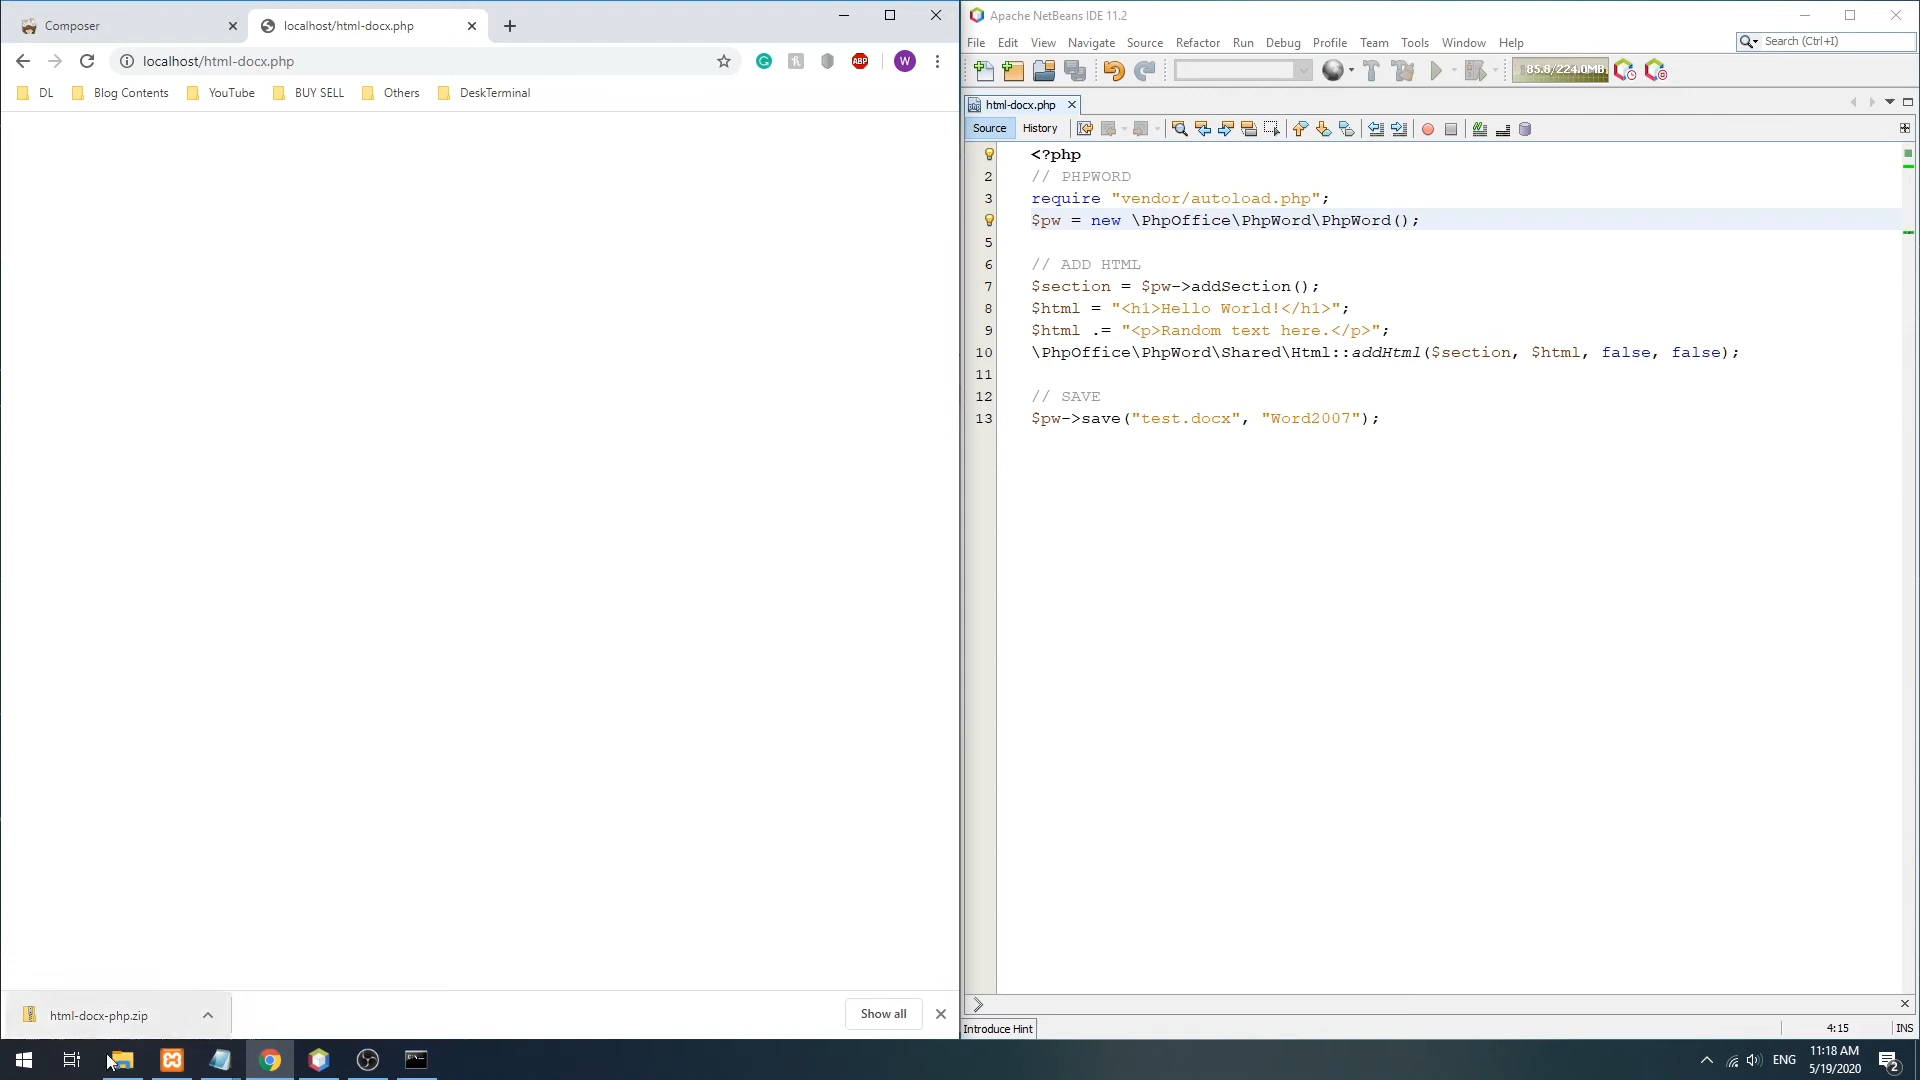 Composer
localhost/html-docx.php
localhost/html-docx.php
ABP
W
DL
Blog Contents
YouTube
BUY SELL
Others
DeskTerminal
html-docx-php.zip
Show all
Apache NetBeans IDE 11.2
File Edit View Navigate Source Refactor Run Debug Profile Team Tools Window Help
Search (Ctrl+I)
85.8/224.0MB
html-docx.php
Source History
<?php
2 // PHPWORD
3 require "vendor/autoload.php";
$pw = new \PhpOffice\PhpWord\PhpWord();
5
6 // ADD HTML
7 $section = $pw->addSection();
8 $html = "<h1>Hello World!</h1>";
9 $html .= "<p>Random text here.</p>";
10 \PhpOffice\PhpWord\Shared\Html::addHtml($section, $html, false, false);
11
12 // SAVE
13 $pw->save("test.docx", "Word2007");
Introduce Hint
4:15
INS
ENG
11:18 AM
5/19/2020
2